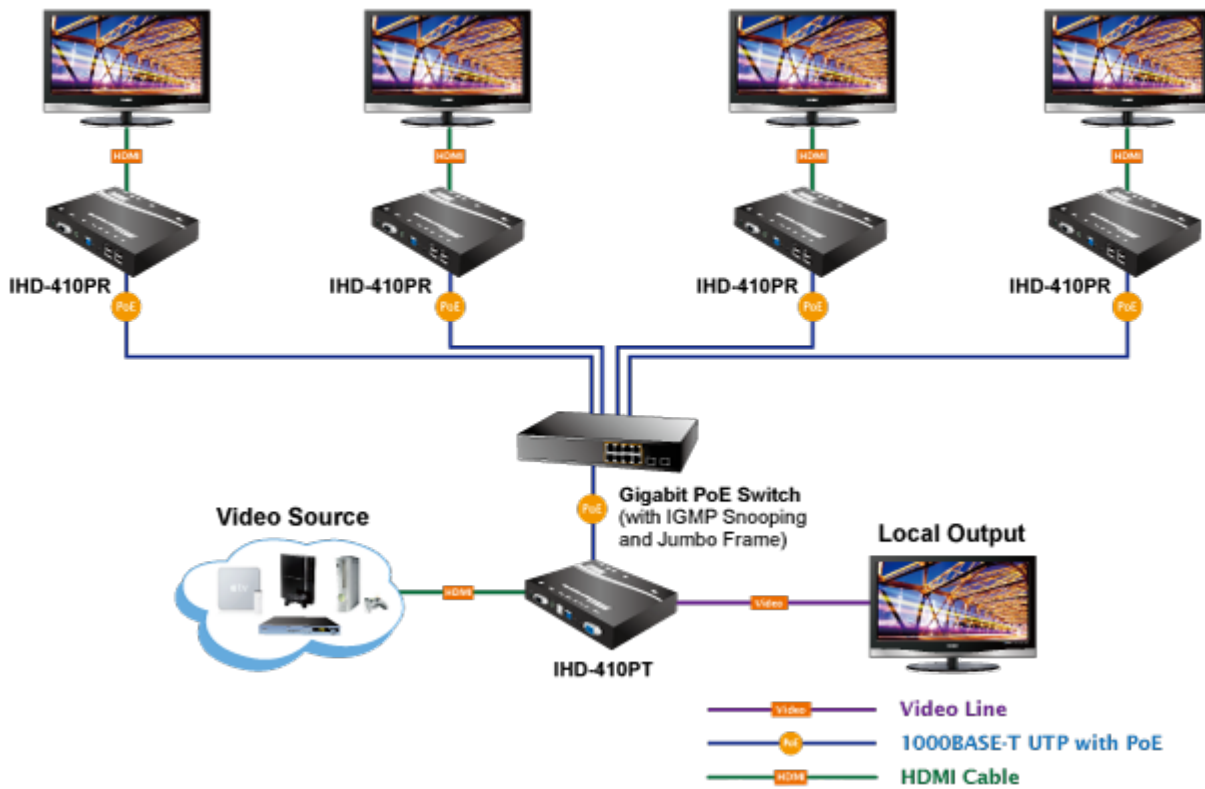 HDMI
HDMI
HDMI
HDMI
IHD-410PR
IHD-410PR
IHD-410PR
IHD-410PR
PoE
PoE
PoE
PoE
Gigabit PoE Switch
(with IGMP Snooping
and Jumbo Frame)
PoE
Video Source
Local Output
HDMI
Video
IHD-410PT
Video
Video Line
PoE
1000BASE-T UTP with PoE
HDMI
HDMI Cable